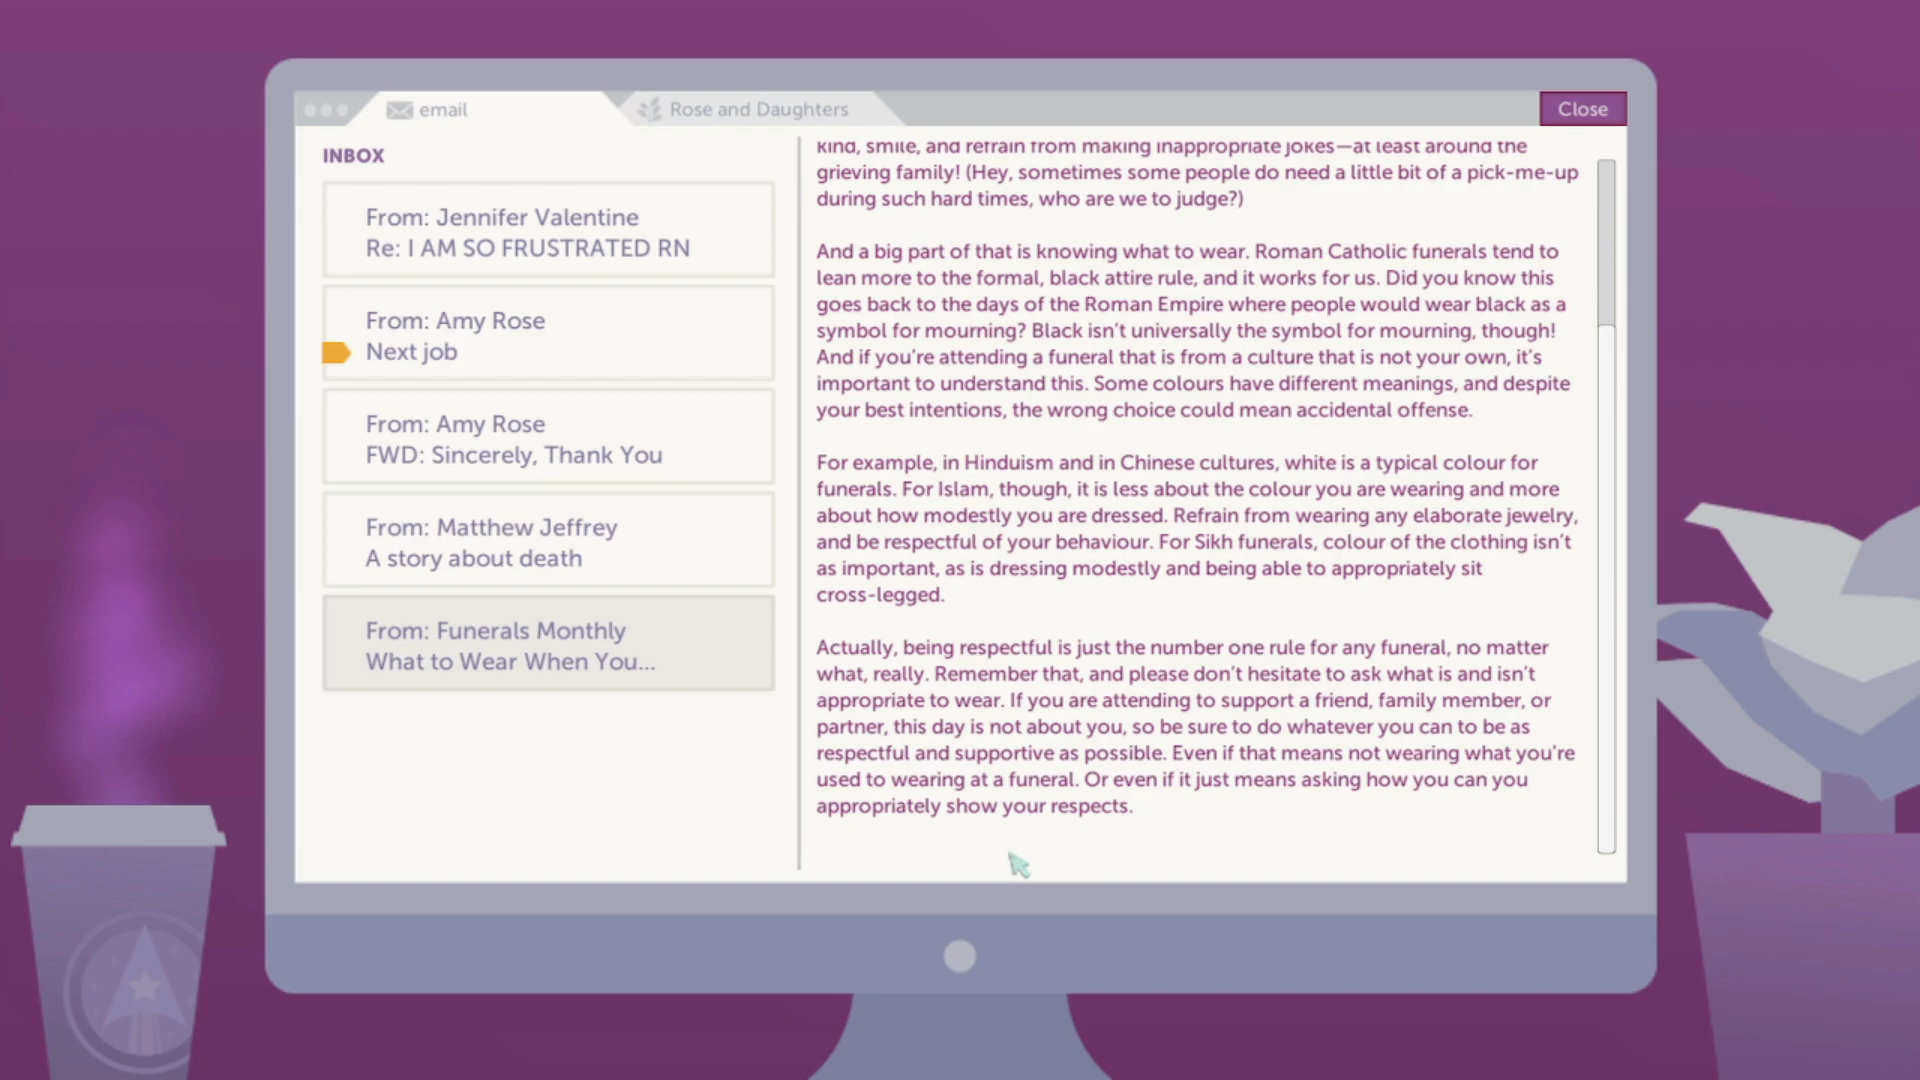 email
Rose and Daughters
Close
INBOX
From: Jennifer Valentine
Re: I AM SO FRUSTRATED RN
From: Amy Rose
Next job
From: Amy Rose
FWD: Sincerely, Thank You
From: Matthew Jeffrey
A story about death
From: Funerals Monthly
What to Wear When You...
kind, smile, and refrain from making inappropriate jokes—at least around the
grieving family! (Hey, sometimes some people do need a little bit of a pick-me-up
during such hard times, who are we to judge?)
And a big part of that is knowing what to wear. Roman Catholic funerals tend to
lean more to the formal, black attire rule, and it works for us. Did you know this
goes back to the days of the Roman Empire where people would wear black as a
symbol for mourning? Black isn't universally the symbol for mourning, though!
And if you're attending a funeral that is from a culture that is not your own, it's
important to understand this. Some colours have different meanings, and despite
your best intentions, the wrong choice could mean accidental offense.
For example, in Hinduism and in Chinese cultures, white is a typical colour for
funerals. For Islam, though, it is less about the colour you are wearing and more
about how modestly you are dressed. Refrain from wearing any elaborate jewelry,
and be respectful of your behaviour. For Sikh funerals, colour of the clothing isn't
as important, as is dressing modestly and being able to appropriately sit
cross-legged.
Actually, being respectful is just the number one rule for any funeral, no matter
what, really. Remember that, and please don't hesitate to ask what is and isn't
appropriate to wear. If you are attending to support a friend, family member, or
partner, this day is not about you, so be sure to do whatever you can to be as
respectful and supportive as possible. Even if that means not wearing what you're
used to wearing at a funeral. Or even if it just means asking how you can you
appropriately show your respects.